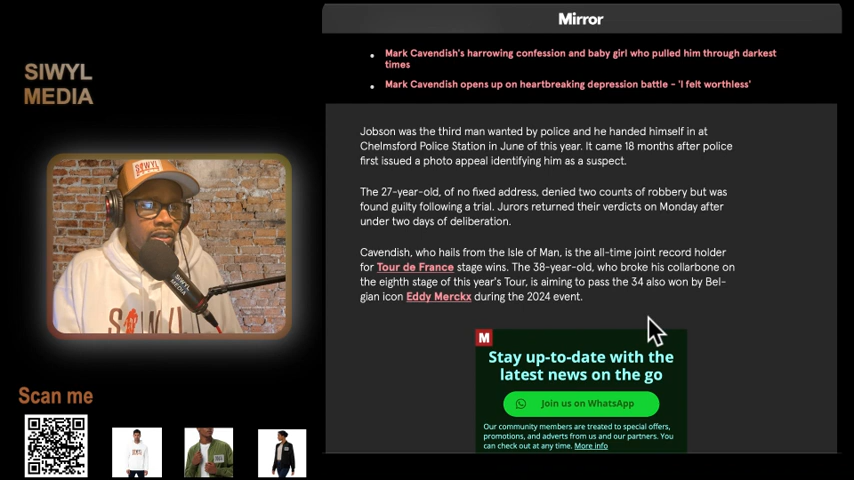 SIWYL
MEDIA
SIWYL
SIWYL
Scan me
Mirror
Mark Cavendish's harrowing confession and baby girl who pulled him through darkest
times
Mark Cavendish opens up on heartbreaking depression battle - 'I felt worthless'
Jobson was the third man wanted by police and he handed himself in at
Chelmsford Police Station in June of this year. It came 18 months after police
first issued a photo appeal identifying him as a suspect.
The 27-year-old, of no fixed address, denied two counts of robbery but was
found guilty following a trial. Jurors returned their verdicts on Monday after
under two days of deliberation.
Cavendish, who hails from the Isle of Man, is the all-time joint record holder
for Tour de France stage wins. The 38-year-old, who broke his collarbone on
the eighth stage of this year's Tour, is aiming to pass the 34 also won by Bel-
gian icon Eddy Merckx during the 2024 event.
M
Stay up-to-date with the
latest news on the go
Join us on WhatsApp
Our community members are treated to special offers,
promotions, and adverts from us and our partners. You
can check out at any time. More info